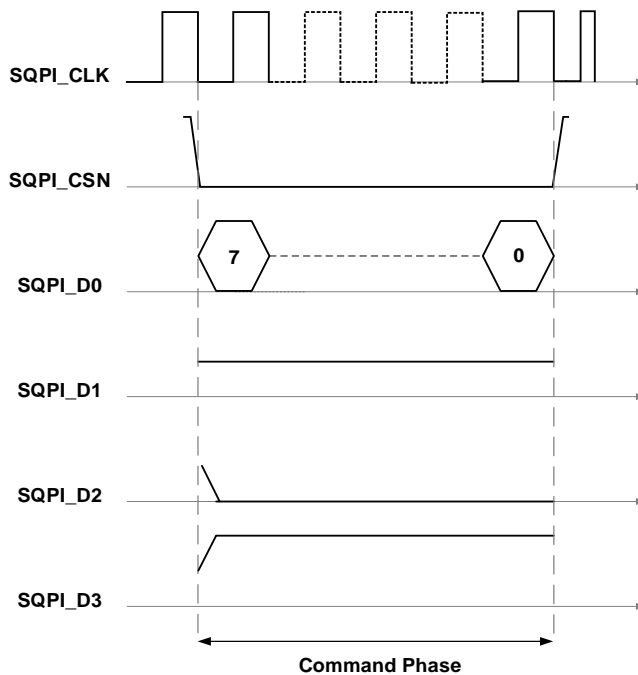 SQPI_CLK
SQPI_CSN
7
0
SQPI_D0
SQPI_D1
SQPI_D2
SQPI_D3
Command Phase